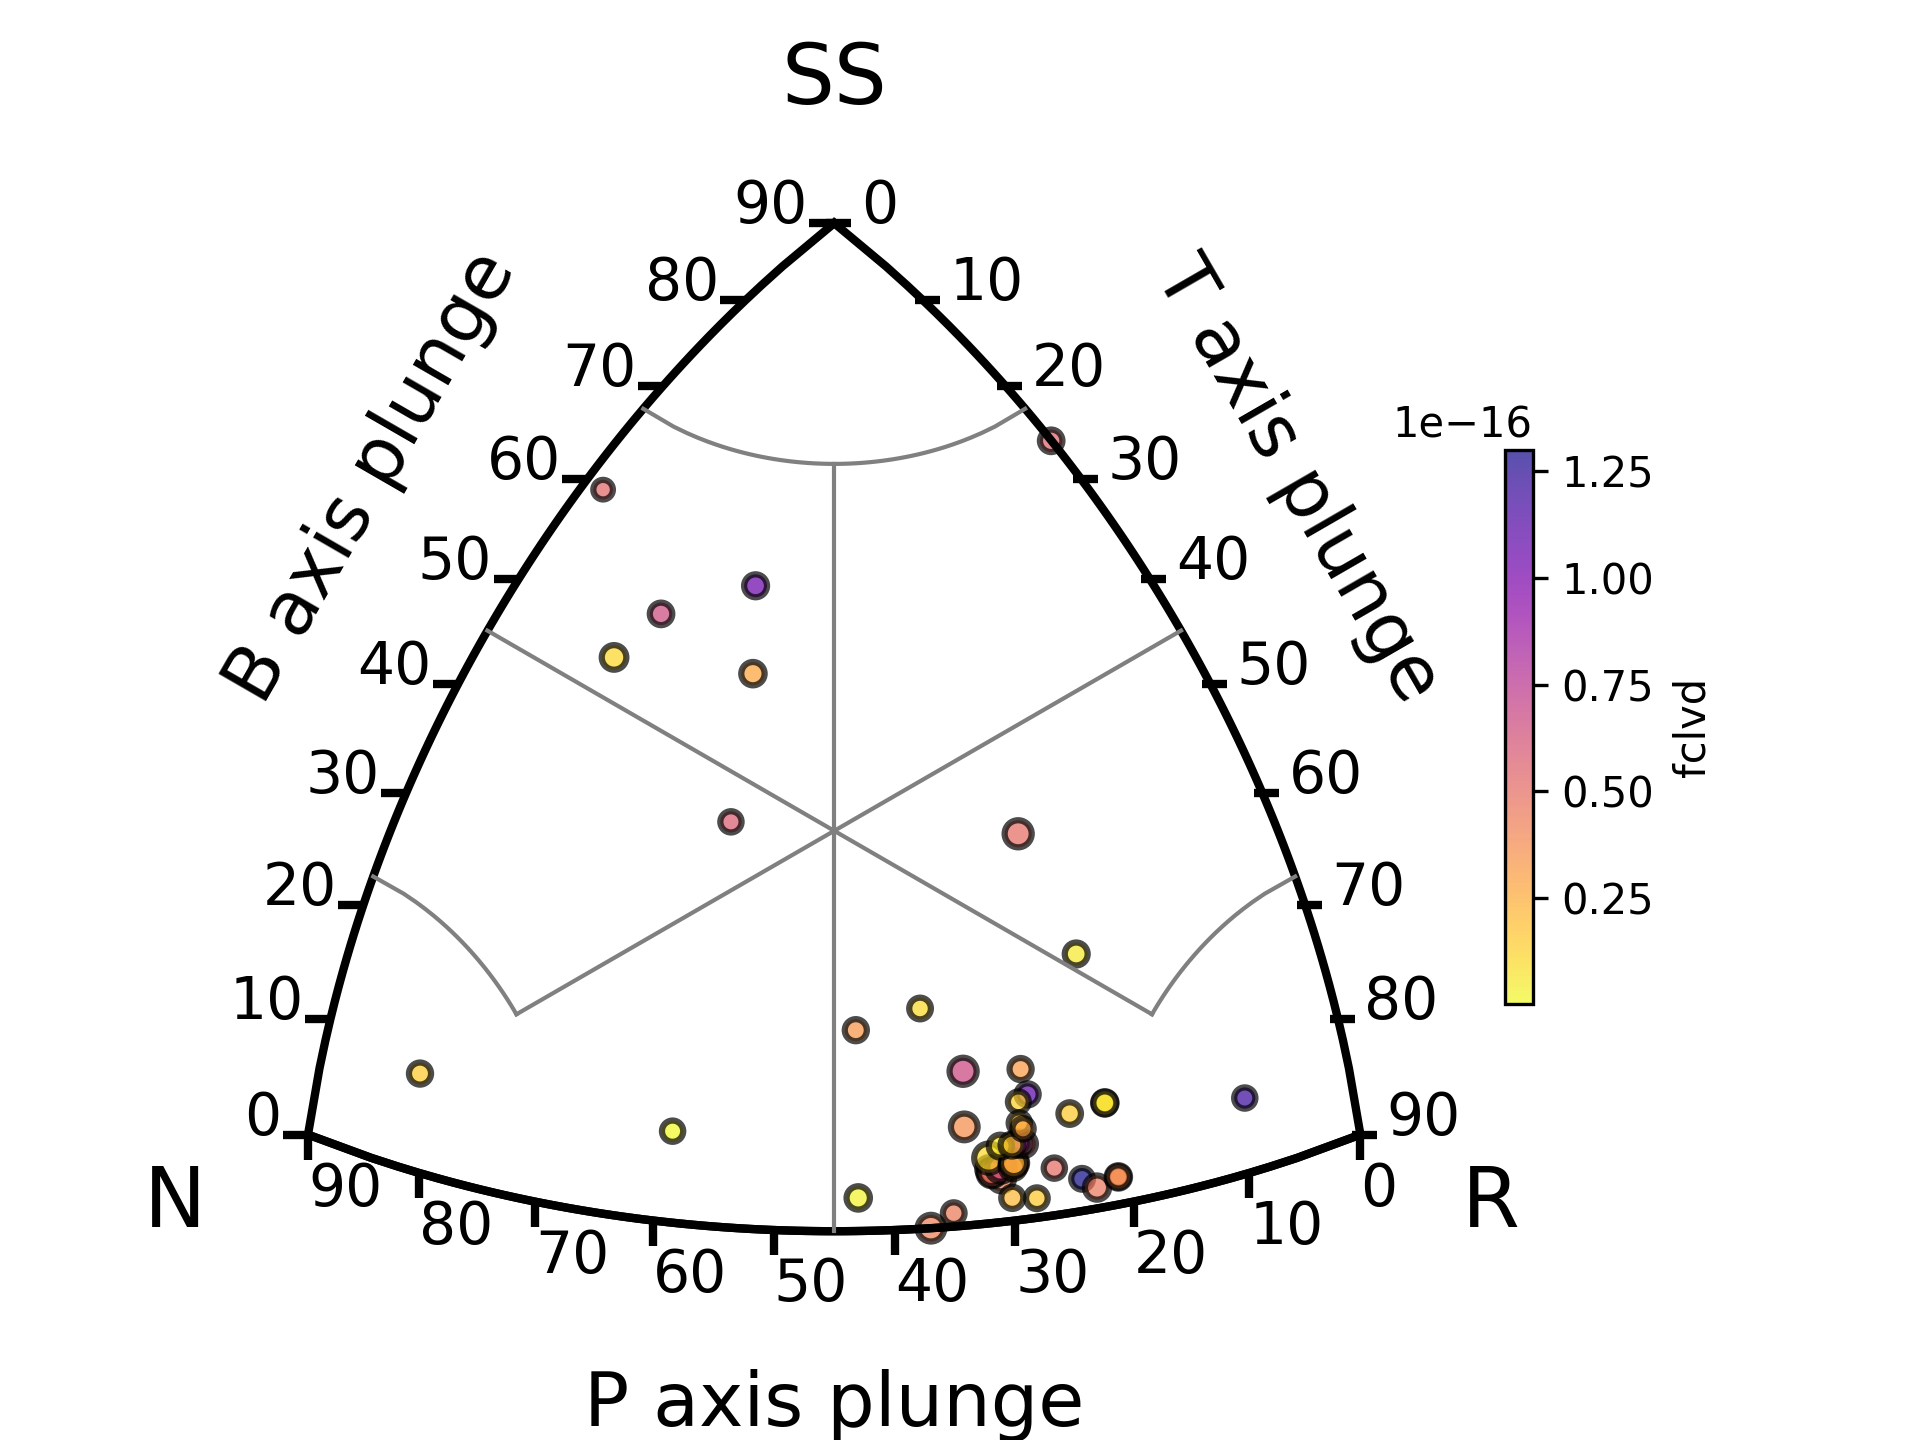 SS
90 0
80 10
70 20
60 30
50 40
40 50
30 60
20 70
10 80
0 90
B axis plunge
T axis plunge
N
R
90 80 70 60 50 40 30 20 10 0
P axis plunge
1e−16
1.25
1.00
0.75
0.50
0.25
fclvd